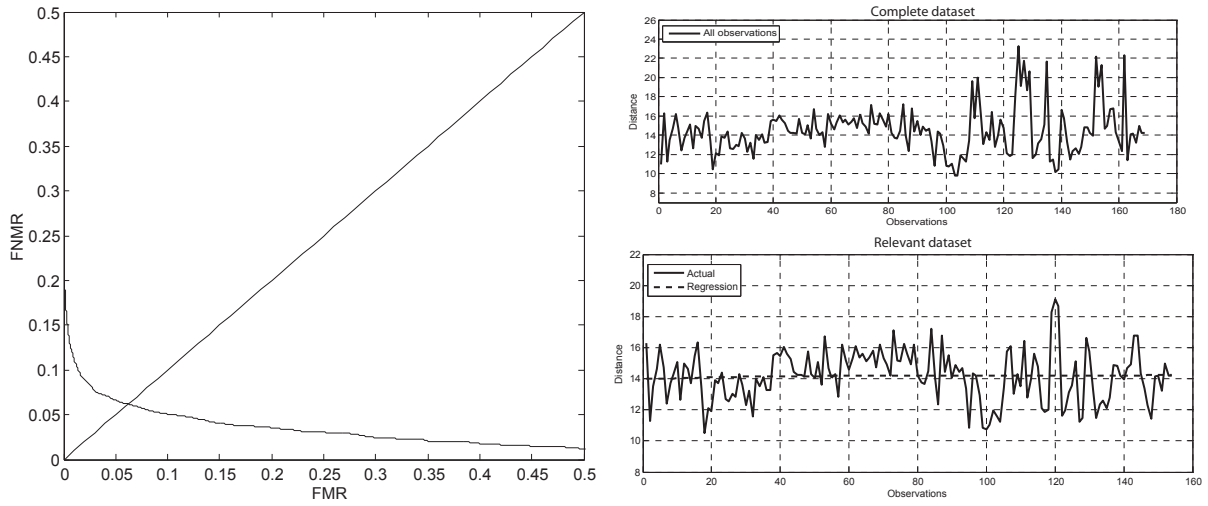 0.5
0.45
0.4
0.35
0.3
0.25
0.2
0.15
0.1
0.05
0
FNMR
0 0.05 0.1 0.15 0.2 0.25 0.3 0.35 0.4 0.45 0.5
FMR
Complete dataset
26
24
22
20
18
16
14
12
10
8
Distance
All observations
0 20 40 60 80 100 120 140 160 180
Observations
Relevant dataset
22
20
18
16
14
12
10
8
Distance
Actual
Regression
0 20 40 60 80 100 120 140 160
Observations